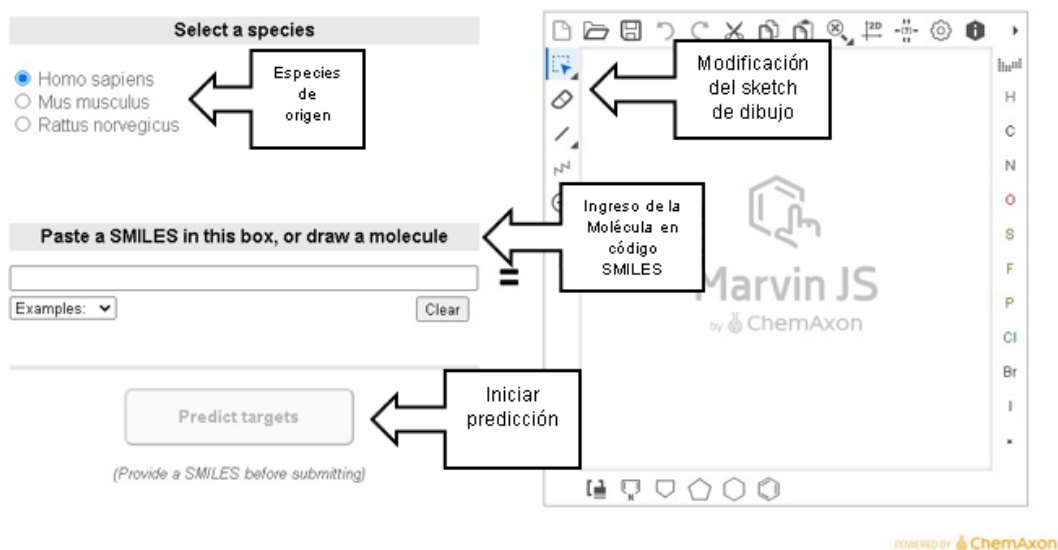 Select a species
Homo sapiens
Mus musculus
Rattus norvegicus
Especies
de
origen
Paste a SMILES in this box, or draw a molecule
Examples:
Clear
=
Predict targets
(Provide a SMILES before submitting)
Iniciar
predicción
Ingreso de la
Molécula en
código
SMILES
Modificación
del sketch
de dibujo
2D
Marvin JS
by ChemAxon
H
C
N
O
S
F
P
Cl
Br
I
N
POWERED BY ChemAxon